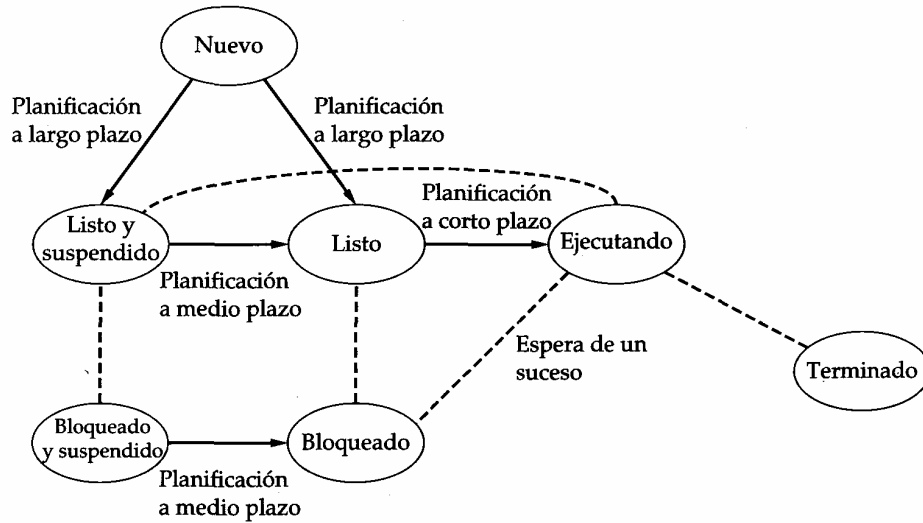 Nuevo
Planificación
a largo plazo
Planificación
a largo plazo
Planificación
a corto plazo
Listo y
suspendido
Listo
Ejecutando
Planificación
a medio plazo
Espera de un
suceso
Terminado
Bloqueado
y suspendido
Bloqueado
Planificación
a medio plazo